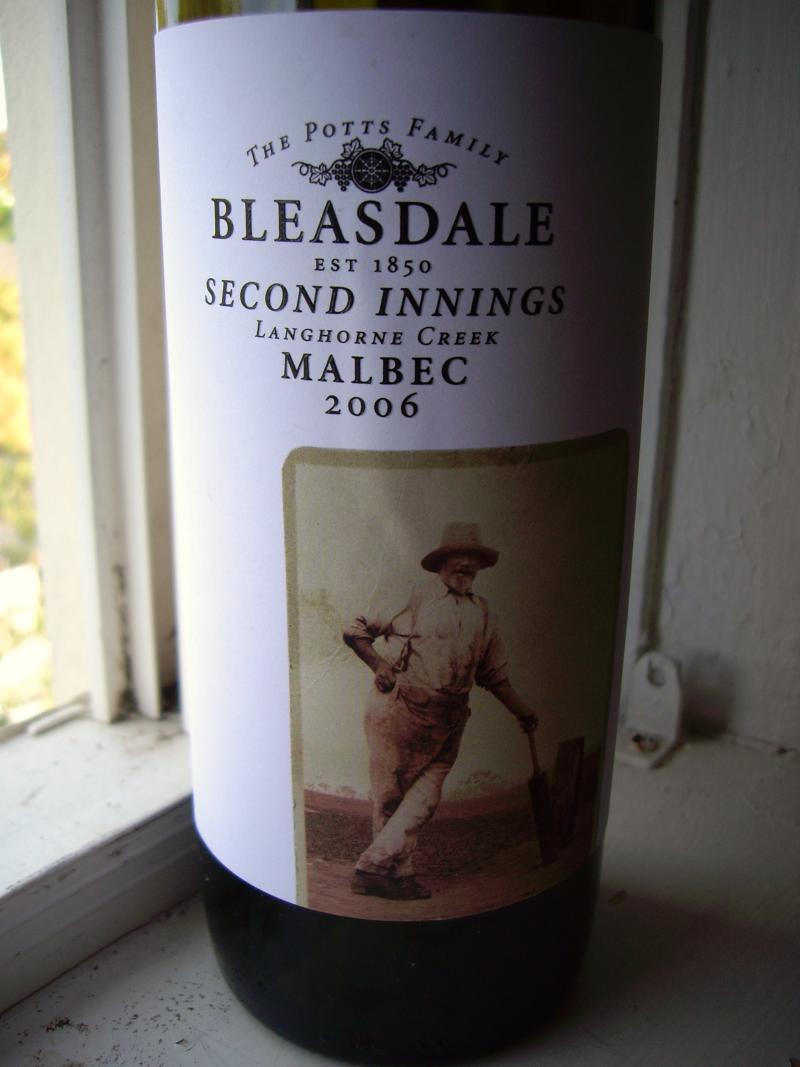 THE POTTS FAMILY
BLEASDALE
EST 1850
SECOND INNINGS
LANGHORNE CREEK
MALBEC
2006